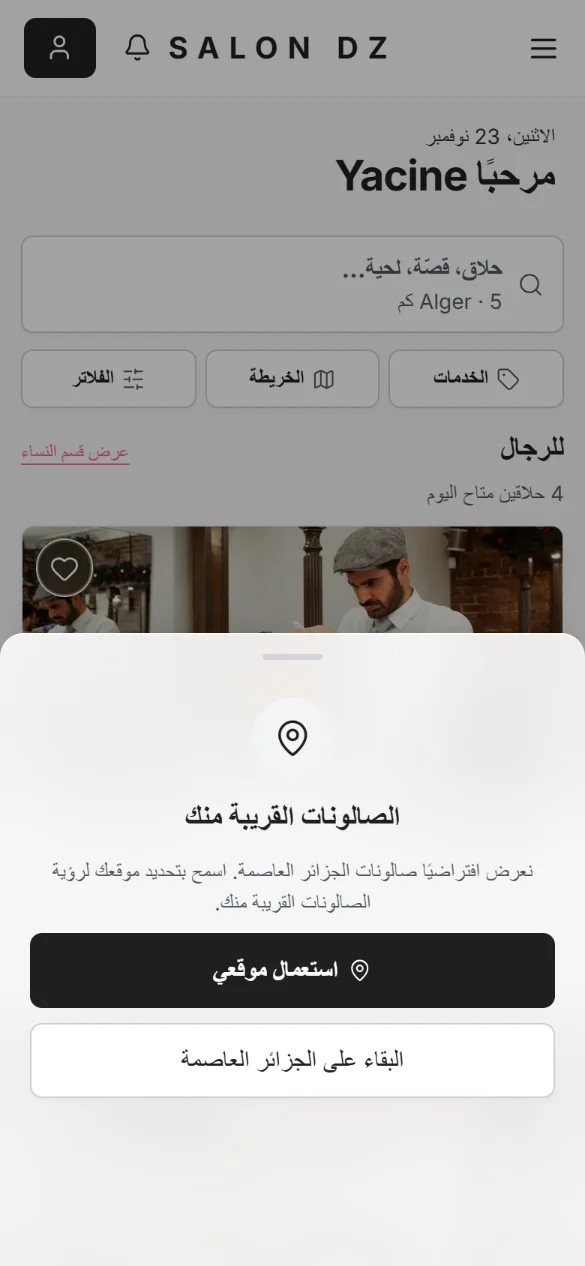 SALON DZ
الاثنين، 23 نوفمبر
مرحبًا Yacine
حلاق، قصّة، لحية...
Alger · 5 كم
الخدمات
الخريطة
الفلاتر
للرجال
عرض قسم النساء
4 حلاقين متاح اليوم
الصالونات القريبة منك
نعرض افتراضيًا صالونات الجزائر العاصمة. اسمح بتحديد موقعك لرؤية
الصالونات القريبة منك.
استعمال موقعي
البقاء على الجزائر العاصمة